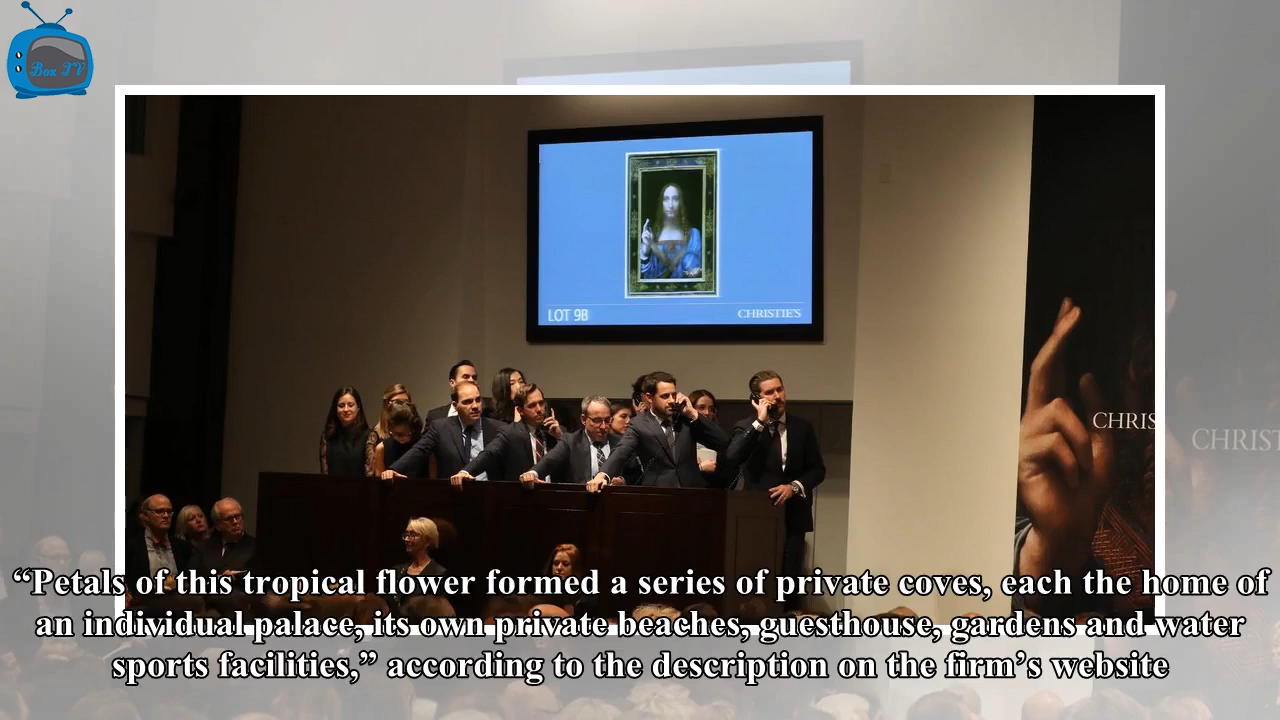 Box TV
LOT 9B
CHRISTIE'S
CHRIS
CHRIST
“Petals of this tropical flower formed a series of private coves, each the home of
an individual palace, its own private beaches, guesthouse, gardens and water
sports facilities,” according to the description on the firm’s website